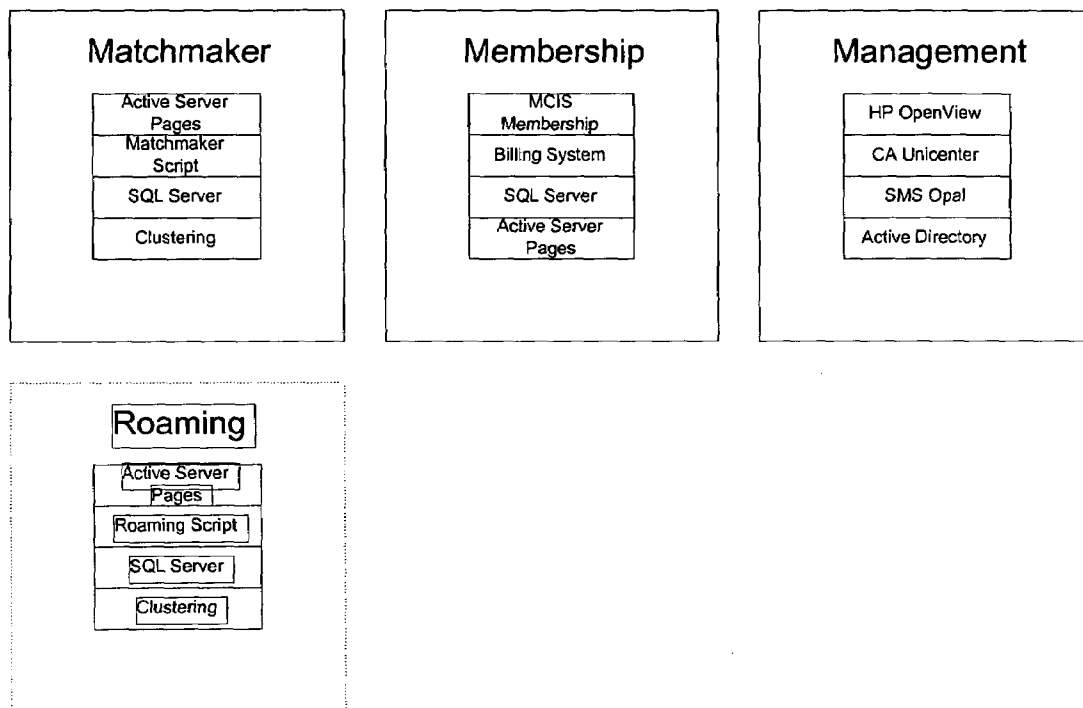 Matchmaker
Active Server
Pages
Matchmaker
Script
SQL Server
Clustering
Membership
MCIS
Membership
Billing System
SQL Server
Active Server
Pages
Management
HP OpenView
CA Unicenter
SMS Opal
Active Directory
Roaming
Active Server
Pages
Roaming Script
SQL Server
Clustering